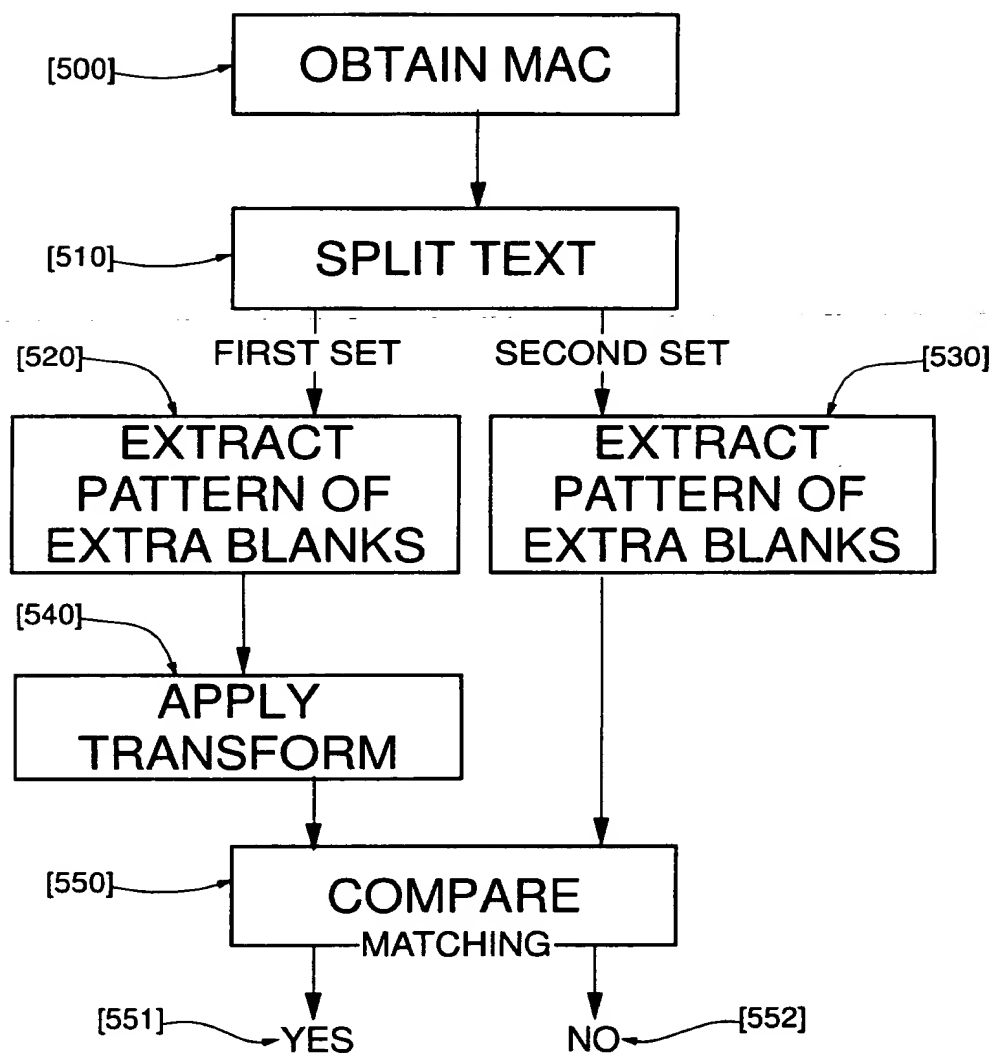 [500]
OBTAIN MAC
[510]
SPLIT TEXT
[520]
FIRST SET
SECOND SET
[530]
EXTRACT
PATTERN OF
EXTRA BLANKS
EXTRACT
PATTERN OF
EXTRA BLANKS
[540]
APPLY
TRANSFORM
[550]
COMPARE
MATCHING
[551]
YES
NO
[552]